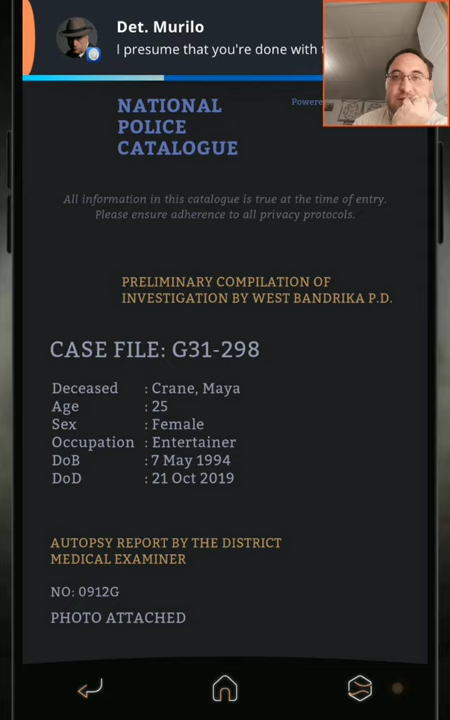 Det. Murilo
I presume that you're done with
NATIONAL
POLICE
CATALOGUE
Powere
All information in this catalogue is true at the time of entry.
Please ensure adherence to all privacy protocols.
PRELIMINARY COMPILATION OF
INVESTIGATION BY WEST BANDRIKA P.D.
CASE FILE: G31-298
Deceased : Crane, Maya
Age : 25
Sex : Female
Occupation : Entertainer
DoB : 7 May 1994
DoD : 21 Oct 2019
AUTOPSY REPORT BY THE DISTRICT
MEDICAL EXAMINER
NO: 0912G
PHOTO ATTACHED